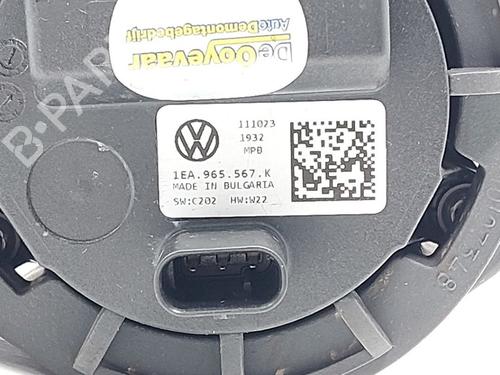 De Ooyevaar
AutoDemontagebedrijf
B-PARTS
111023
1932
MPB
1EA.965.567.K
MADE IN BULGARIA
SW:C202 HW:W22